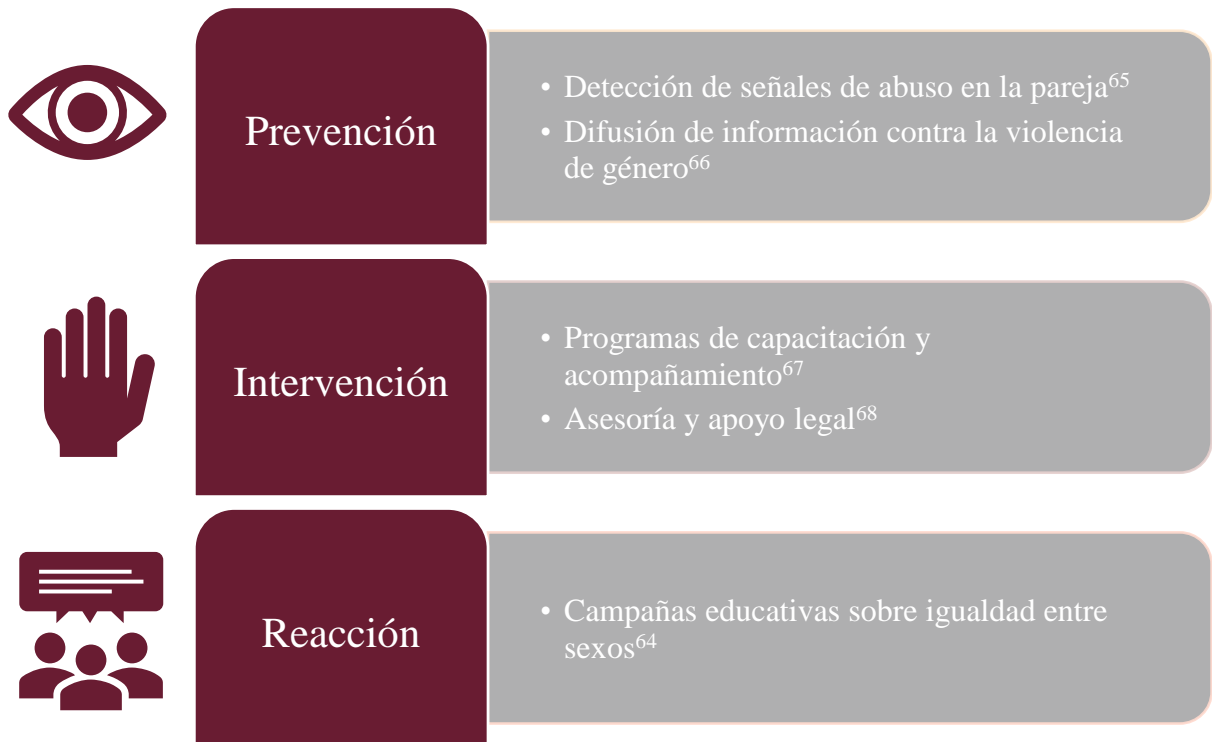 Prevención
• Detección de señales de abuso en la pareja⁶⁵
• Difusión de información contra la violencia
de género⁶⁶
Intervención
• Programas de capacitación y
acompañamiento⁶⁷
• Asesoría y apoyo legal⁶⁸
Reacción
• Campañas educativas sobre igualdad entre
sexos⁶⁴